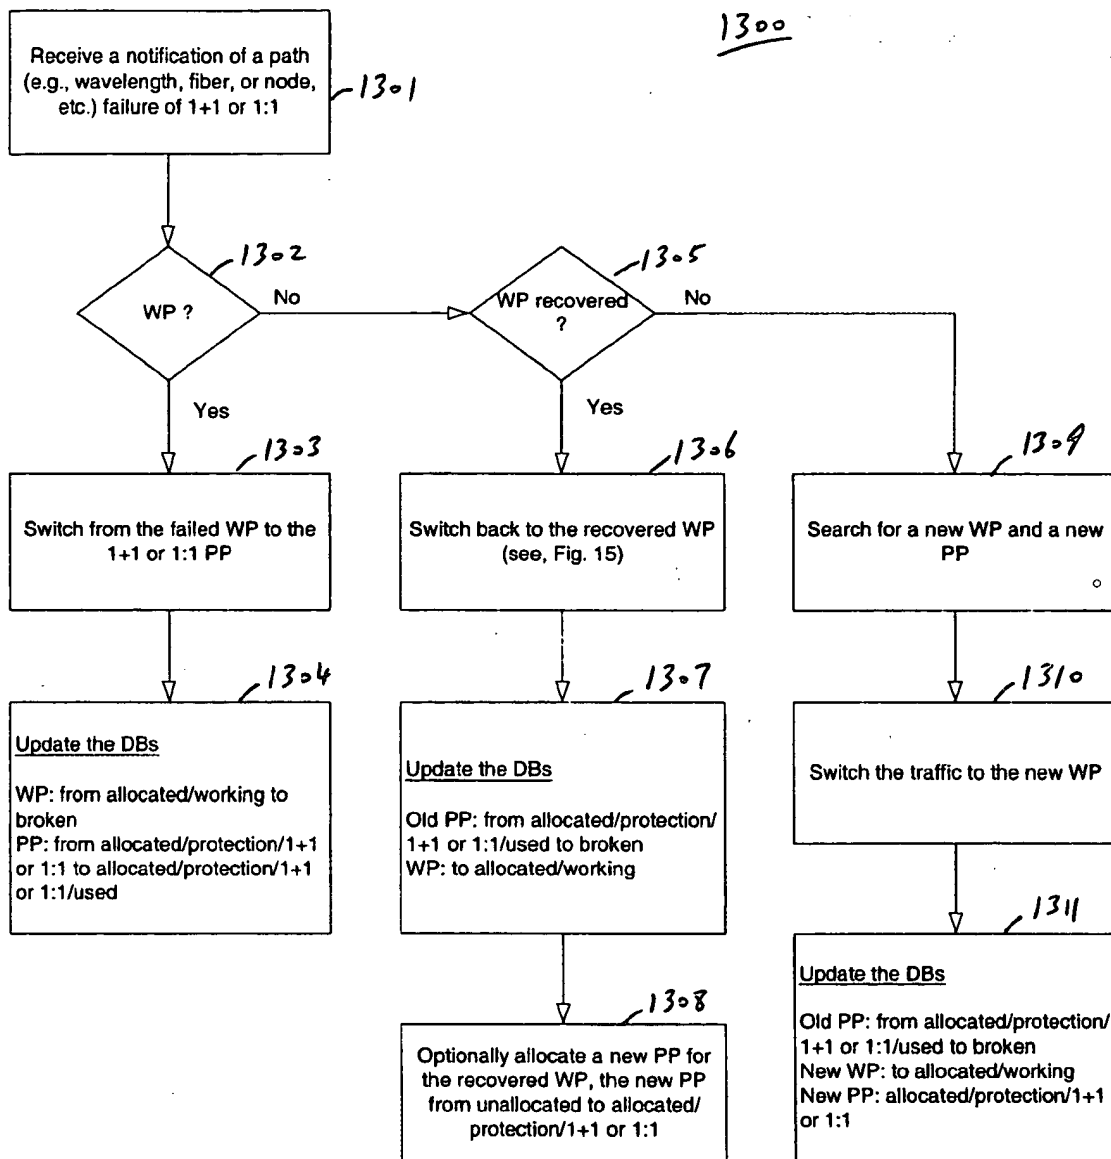 1300
Receive a notification of a path
(e.g., wavelength, fiber, or node,
etc.) failure of 1+1 or 1:1
1301
1302
WP ?
No
Yes
1305
WP recovered
?
No
Yes
1303
Switch from the failed WP to the
1+1 or 1:1 PP
1306
Switch back to the recovered WP
(see, Fig. 15)
1309
Search for a new WP and a new
PP
1304
Update the DBs
WP: from allocated/working to
broken
PP: from allocated/protection/1+1
or 1:1 to allocated/protection/1+1
or 1:1/used
1307
Update the DBs
Old PP: from allocated/protection/
1+1 or 1:1/used to broken
WP: to allocated/working
1310
Switch the traffic to the new WP
1308
Optionally allocate a new PP for
the recovered WP, the new PP
from unallocated to allocated/
protection/1+1 or 1:1
1311
Update the DBs
Old PP: from allocated/protection/
1+1 or 1:1/used to broken
New WP: to allocated/working
New PP: allocated/protection/1+1
or 1:1